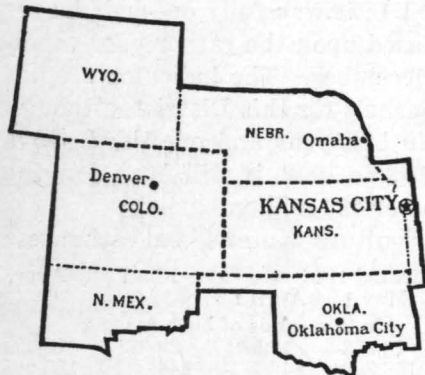 WYO.
NEBR.
Omaha
Denver
COLO.
KANSAS CITY
KANS.
N. MEX.
OKLA.
Oklahoma City